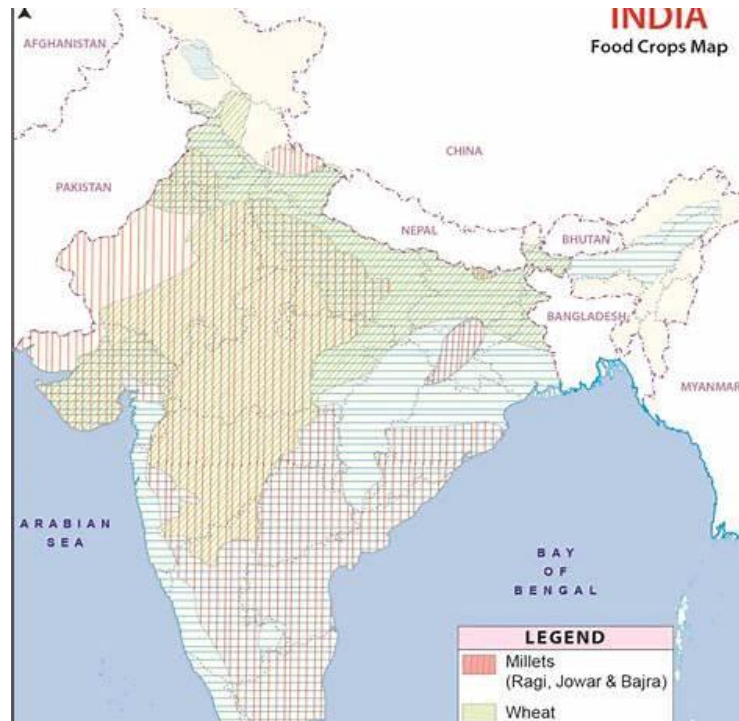 INDIA
Food Crops Map
AFGHANISTAN
CHINA
PAKISTAN
NEPAL
BHUTAN
BANGLADESH
MYANMAR
ARABIAN
SEA
BAY
OF
BENGAL
LEGEND
Millets
(Ragi, Jowar & Bajra)
Wheat